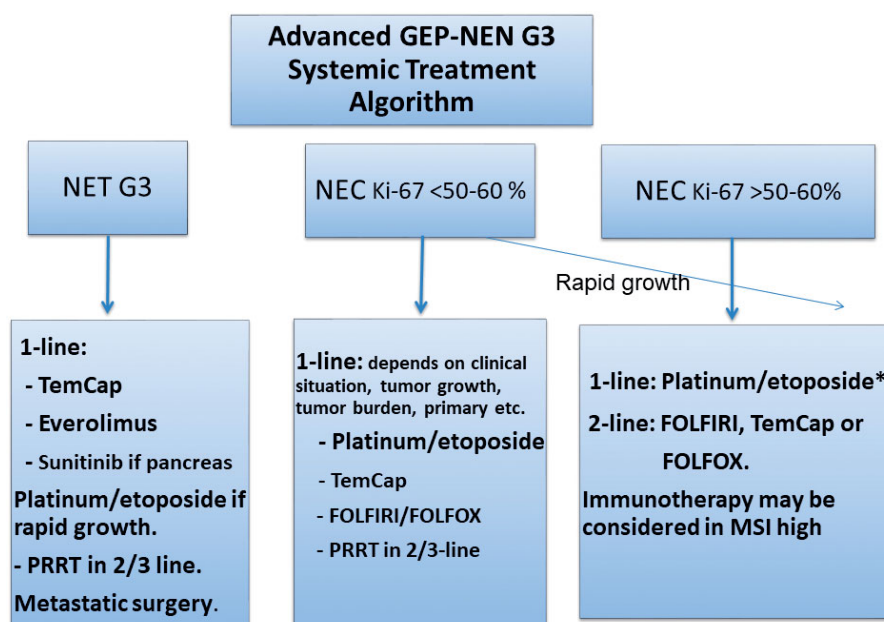 Advanced GEP-NEN G3
Systemic Treatment
Algorithm
NET G3
NEC Ki-67 <50-60 %
NEC Ki-67 >50-60%
Rapid growth
1-line:
- TemCap
- Everolimus
- Sunitinib if pancreas
Platinum/etoposide if
rapid growth.
- PRRT in 2/3 line.
Metastatic surgery.
1-line: depends on clinical
situation, tumor growth,
tumor burden, primary etc.
- Platinum/etoposide
- TemCap
- FOLFIRI/FOLFOX
- PRRT in 2/3-line
1-line: Platinum/etoposide*
2-line: FOLFIRI, TemCap or
FOLFOX.
Immunotherapy may be
considered in MSI high